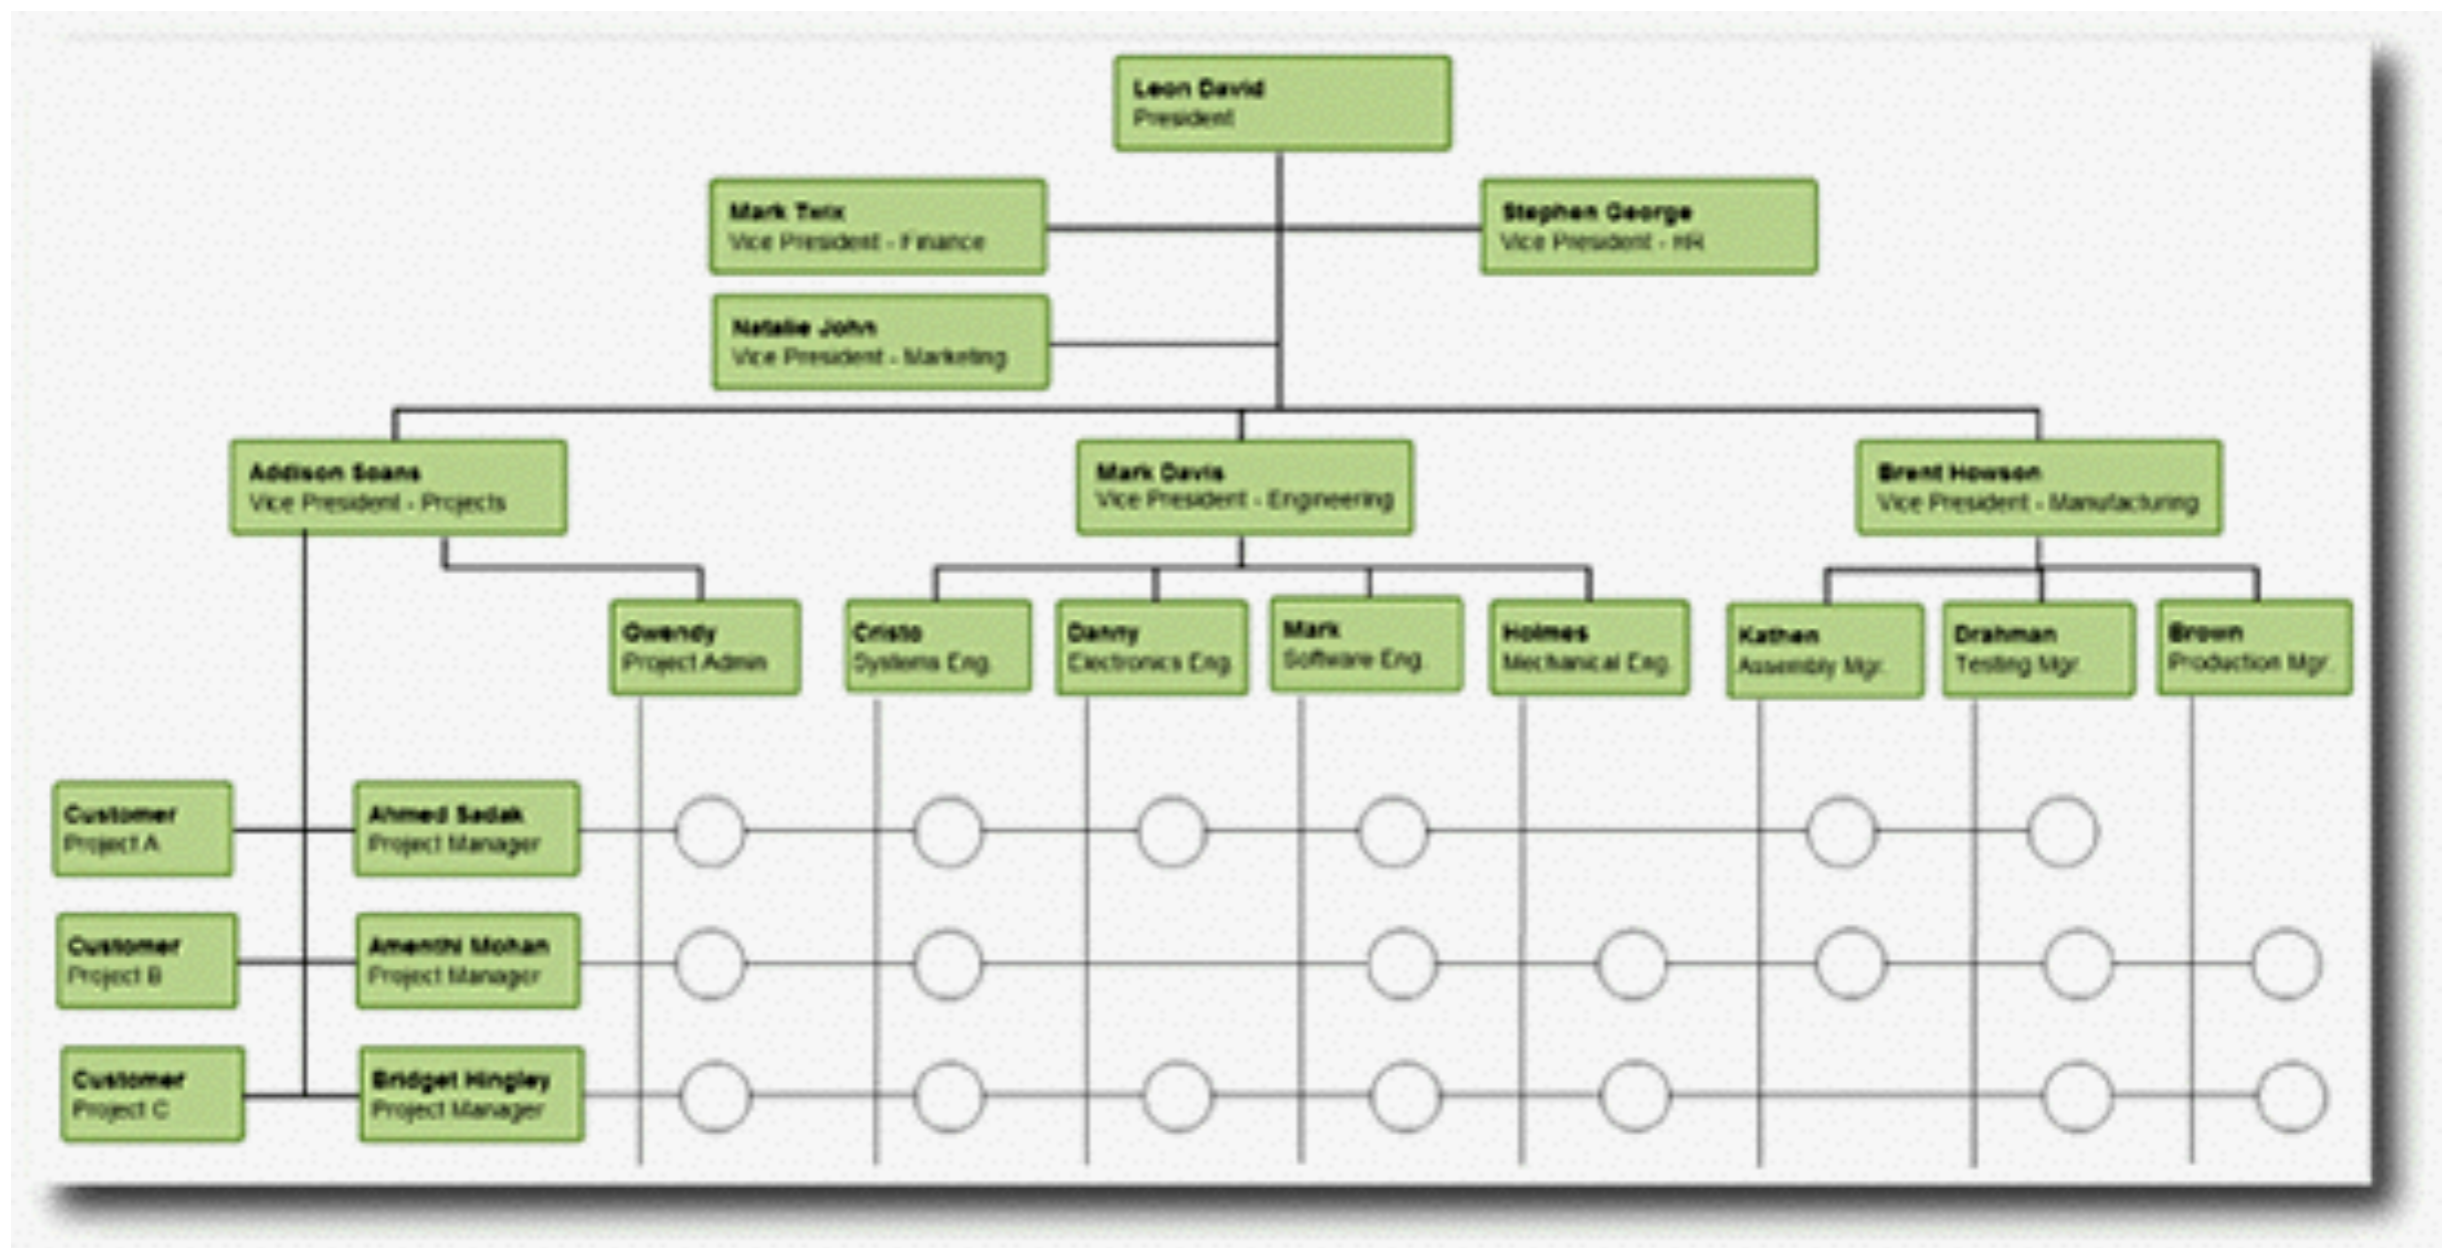 Leon David
President
Mark Twix
Vice President - Finance
Stephen George
Vice President - HR
Natalie John
Vice President - Marketing
Addison Soans
Vice President - Projects
Mark Davis
Vice President - Engineering
Brent Howson
Vice President - Manufacturing
Gwendy
Project Admin
Cristo
Systems Eng.
Danny
Electronics Eng.
Mark
Software Eng.
Holmes
Mechanical Eng.
Kathen
Assembly Mgr.
Drahman
Testing Mgr.
Brown
Production Mgr.
Customer
Project A
Ahmed Sadak
Project Manager
Customer
Project B
Amenthi Mohan
Project Manager
Customer
Project C
Bridget Hingley
Project Manager